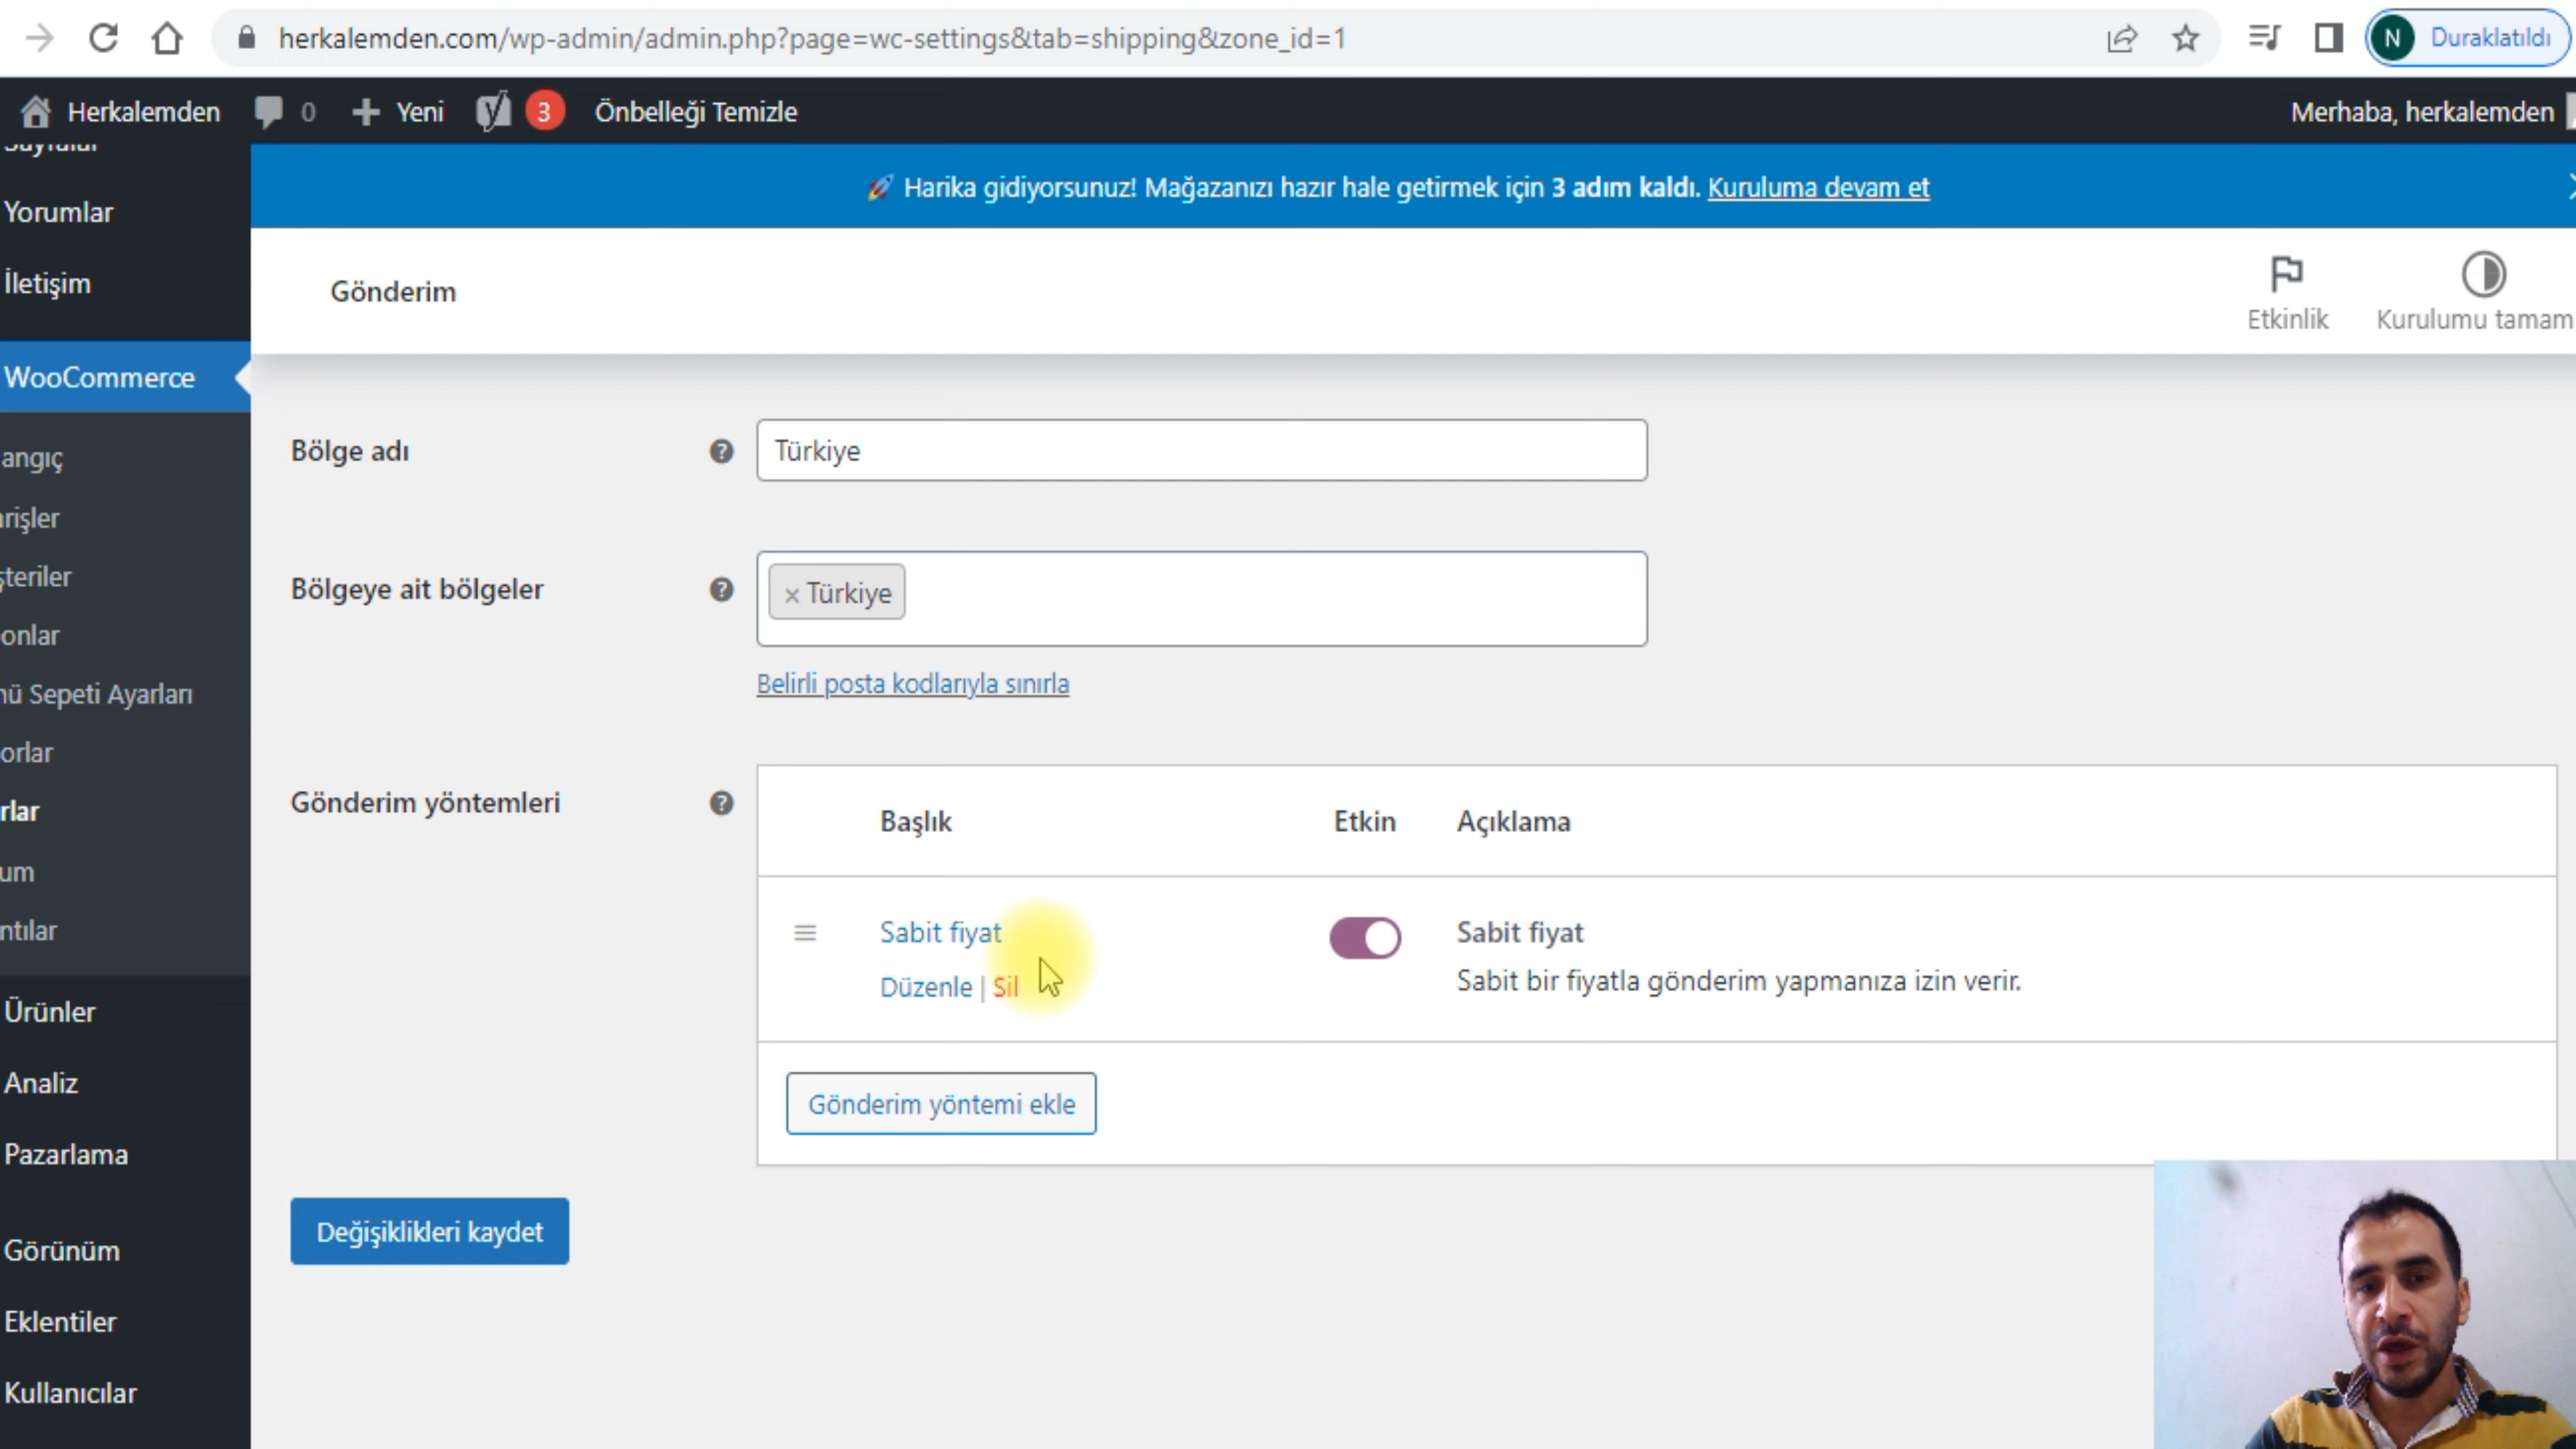 herkalemden.com/wp-admin/admin.php?page=wc-settings&tab=shipping&zone_id=1
N Duraklatıldı
Herkalemden 0 Yeni 3 Önbelleği Temizle Merhaba, herkalemden
Harika gidiyorsunuz! Mağazanızı hazır hale getirmek için 3 adım kaldı. Kuruluma devam et
Yorumlar
İletişim
WooCommerce
angıç
arişler
şteriler
onlar
nü Sepeti Ayarları
orlar
rlar
um
ntılar
Ürünler
Analiz
Pazarlama
Görünüm
Eklentiler
Kullanıcılar
Gönderim
Etkinlik
Kurulumu tamam
Bölge adı
Türkiye
Bölgeye ait bölgeler
× Türkiye
Belirli posta kodlarıyla sınırla
Gönderim yöntemleri
Başlık Etkin Açıklama
Sabit fiyat
Düzenle | Sil
Sabit fiyat
Sabit bir fiyatla gönderim yapmanıza izin verir.
Gönderim yöntemi ekle
Değişiklikleri kaydet